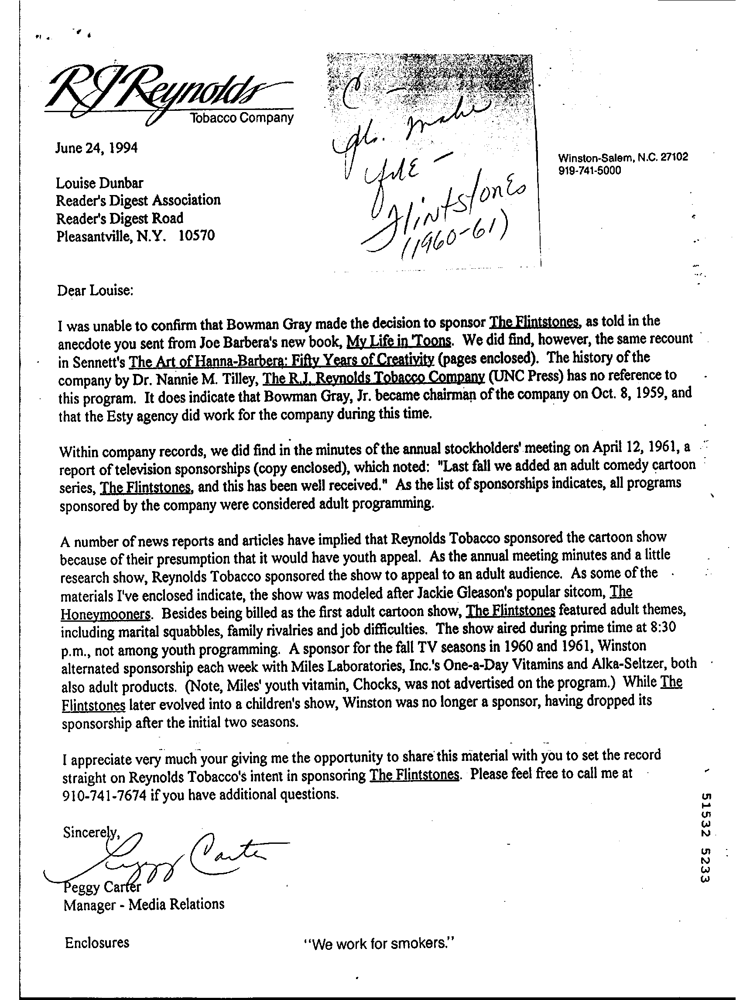 RJReynolds
Tobacco Company
C -
pls. make
file -
Flintstones
(1960-61)
June 24, 1994
Winston-Salem, N.C. 27102
919-741-5000
Louise Dunbar
Reader's Digest Association
Reader's Digest Road
Pleasantville, N.Y. 10570
Dear Louise:
I was unable to confirm that Bowman Gray made the decision to sponsor The Flintstones, as told in the
anecdote you sent from Joe Barbera's new book, My Life in 'Toons. We did find, however, the same recount
in Sennett's The Art of Hanna-Barbera: Fifty Years of Creativity (pages enclosed). The history of the
company by Dr. Nannie M. Tilley, The R.J. Reynolds Tobacco Company (UNC Press) has no reference to
this program. It does indicate that Bowman Gray, Jr. became chairman of the company on Oct. 8, 1959, and
that the Esty agency did work for the company during this time.
Within company records, we did find in the minutes of the annual stockholders' meeting on April 12, 1961, a
report of television sponsorships (copy enclosed), which noted: "Last fall we added an adult comedy cartoon
series, The Flintstones, and this has been well received." As the list of sponsorships indicates, all programs
sponsored by the company were considered adult programming.
A number of news reports and articles have implied that Reynolds Tobacco sponsored the cartoon show
because of their presumption that it would have youth appeal. As the annual meeting minutes and a little
research show, Reynolds Tobacco sponsored the show to appeal to an adult audience. As some of the
materials I've enclosed indicate, the show was modeled after Jackie Gleason's popular sitcom, The
Honeymooners. Besides being billed as the first adult cartoon show, The Flintstones featured adult themes,
including marital squabbles, family rivalries and job difficulties. The show aired during prime time at 8:30
p.m., not among youth programming. A sponsor for the fall TV seasons in 1960 and 1961, Winston
alternated sponsorship each week with Miles Laboratories, Inc.'s One-a-Day Vitamins and Alka-Seltzer, both
also adult products. (Note, Miles' youth vitamin, Chocks, was not advertised on the program.) While The
Flintstones later evolved into a children's show, Winston was no longer a sponsor, having dropped its
sponsorship after the initial two seasons.
I appreciate very much your giving me the opportunity to share this material with you to set the record
straight on Reynolds Tobacco's intent in sponsoring The Flintstones. Please feel free to call me at
910-741-7674 if you have additional questions.
Sincerely,
Peggy Carter
Peggy Carter
Manager - Media Relations
Enclosures
"We work for smokers."
51532 5233